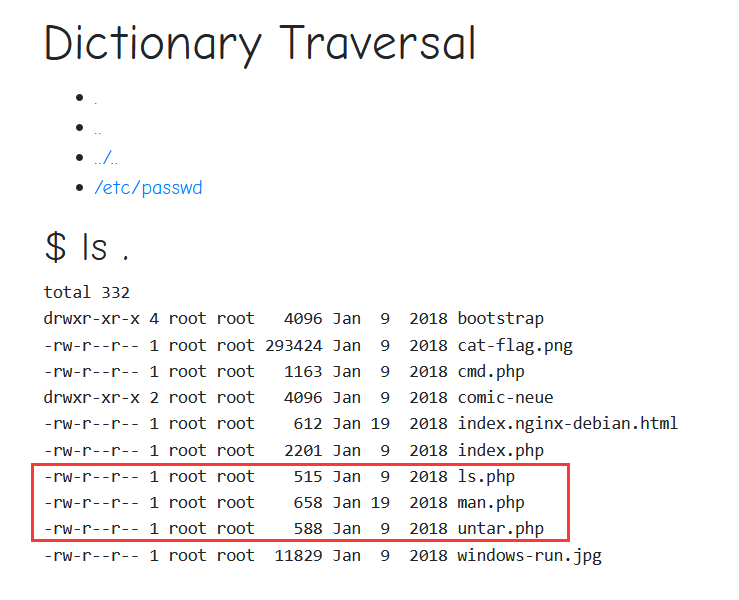 Dictionary Traversal
.
..
../..
/etc/passwd
$ ls .
total 332
drwxr-xr-x 4 root root   4096 Jan  9  2018 bootstrap
-rw-r--r-- 1 root root 293424 Jan  9  2018 cat-flag.png
-rw-r--r-- 1 root root   1163 Jan  9  2018 cmd.php
drwxr-xr-x 2 root root   4096 Jan  9  2018 comic-neue
-rw-r--r-- 1 root root    612 Jan 19  2018 index.nginx-debian.html
-rw-r--r-- 1 root root   2201 Jan  9  2018 index.php
-rw-r--r-- 1 root root    515 Jan  9  2018 ls.php
-rw-r--r-- 1 root root    658 Jan 19  2018 man.php
-rw-r--r-- 1 root root    588 Jan  9  2018 untar.php
-rw-r--r-- 1 root root  11829 Jan  9  2018 windows-run.jpg